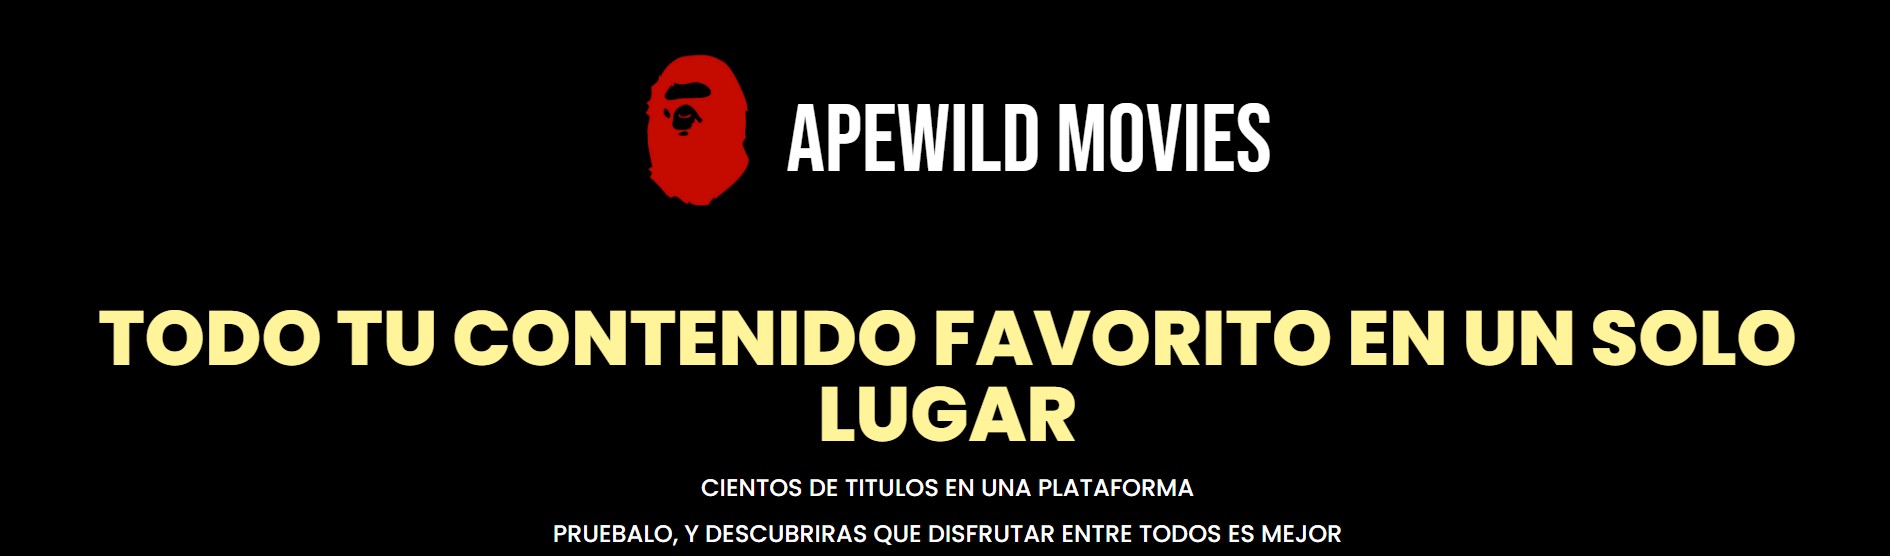 APEWILD MOVIES
TODO TU CONTENIDO FAVORITO EN UN SOLO
LUGAR
CIENTOS DE TITULOS EN UNA PLATAFORMA
PRUEBALO, Y DESCUBRIRAS QUE DISFRUTAR ENTRE TODOS ES MEJOR